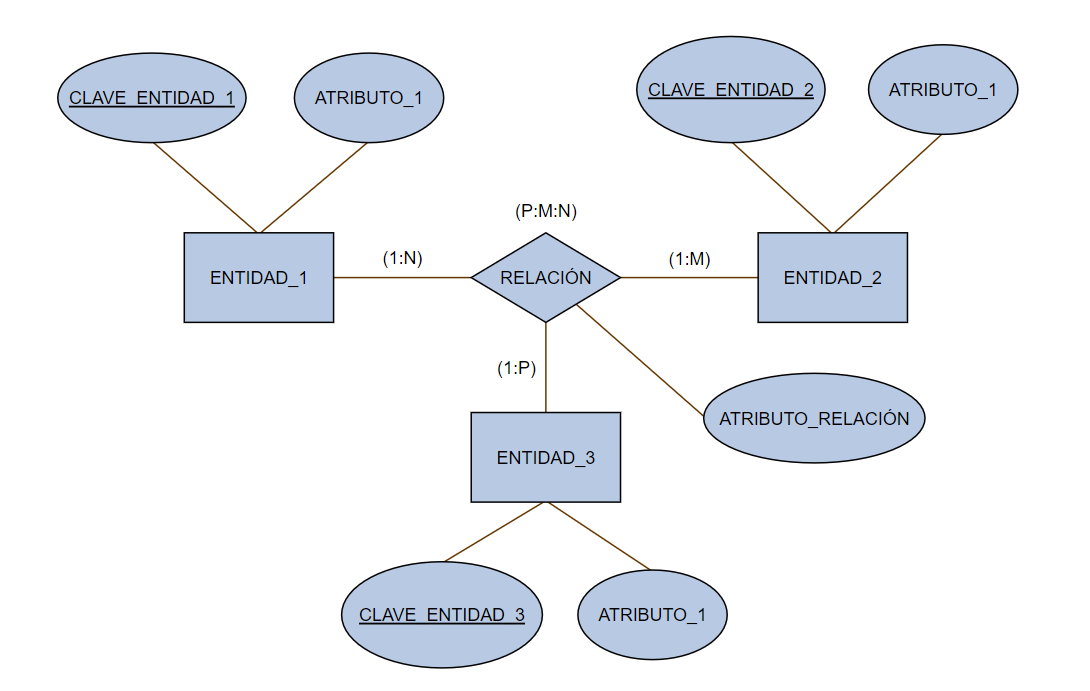 CLAVE_ENTIDAD_1
ATRIBUTO_1
CLAVE_ENTIDAD_2
ATRIBUTO_1
(P:M:N)
ENTIDAD_1
(1:N)
RELACIÓN
(1:M)
ENTIDAD_2
(1:P)
ATRIBUTO_RELACIÓN
ENTIDAD_3
CLAVE_ENTIDAD_3
ATRIBUTO_1